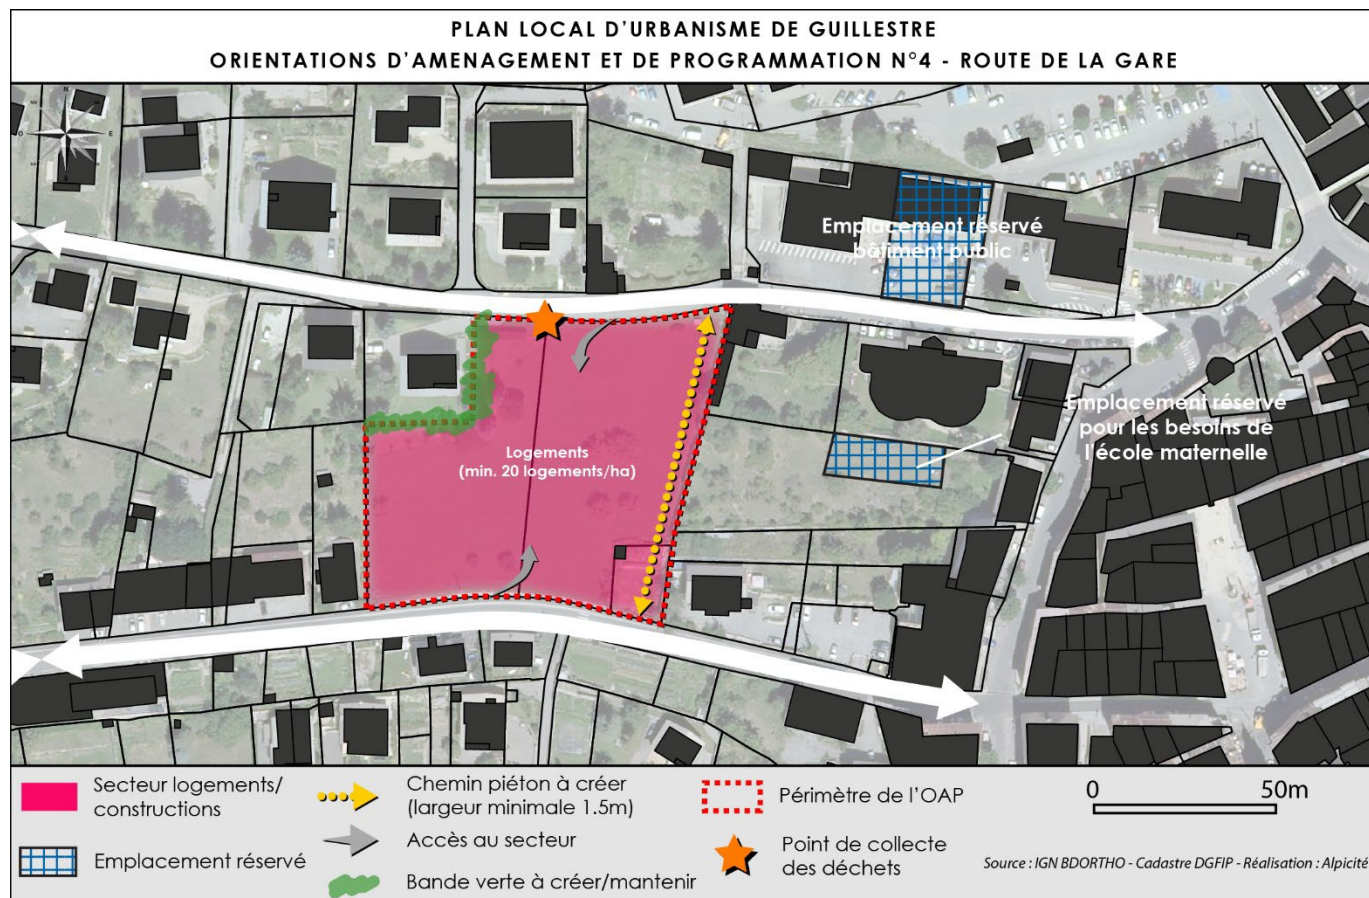 PLAN LOCAL D'URBANISME DE GUILLESTRE
ORIENTATIONS D'AMENAGEMENT ET DE PROGRAMMATION N°4 - ROUTE DE LA GARE
N
O
E
Emplacement réservé
bâtiment public
Emplacement réservé
pour les besoins de
l'école maternelle
Logements
(min. 20 logements/ha)
Secteur logements/
constructions
Emplacement réservé
Chemin piéton à créer
(largeur minimale 1.5m)
Accès au secteur
Bande verte à créer/mantenir
Périmètre de l'OAP
Point de collecte
des déchets
0 50m
Source : IGN BDORTHO - Cadastre DGFIP - Réalisation : Alpicité